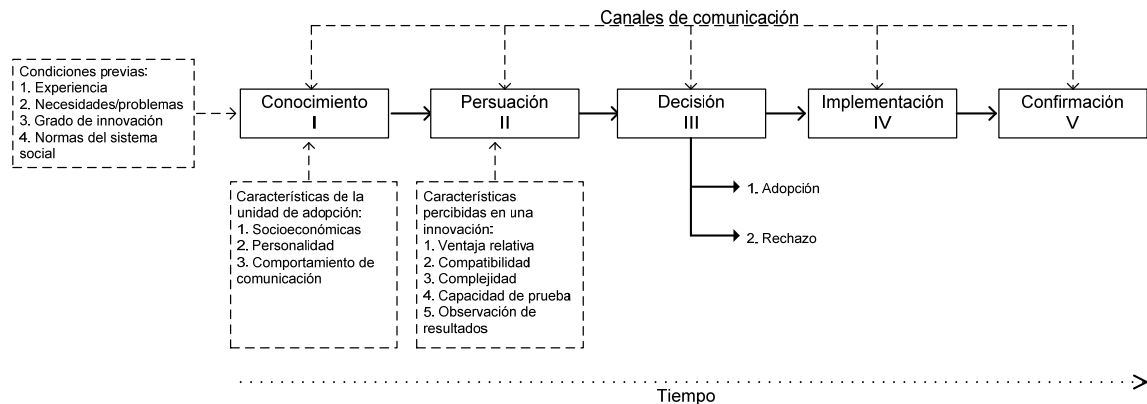 Canales de comunicación
Condiciones previas:
1. Experiencia
2. Necesidades/problemas
3. Grado de innovación
4. Normas del sistema
social
Conocimiento
I
Persuación
II
Decisión
III
Implementación
IV
Confirmación
V
Características de la
unidad de adopción:
1. Socioeconómicas
2. Personalidad
3. Comportamiento de
comunicación
Características
percibidas en una
innovación:
1. Ventaja relativa
2. Compatibilidad
3. Complejidad
4. Capacidad de prueba
5. Observación de
resultados
1. Adopción
2. Rechazo
Tiempo